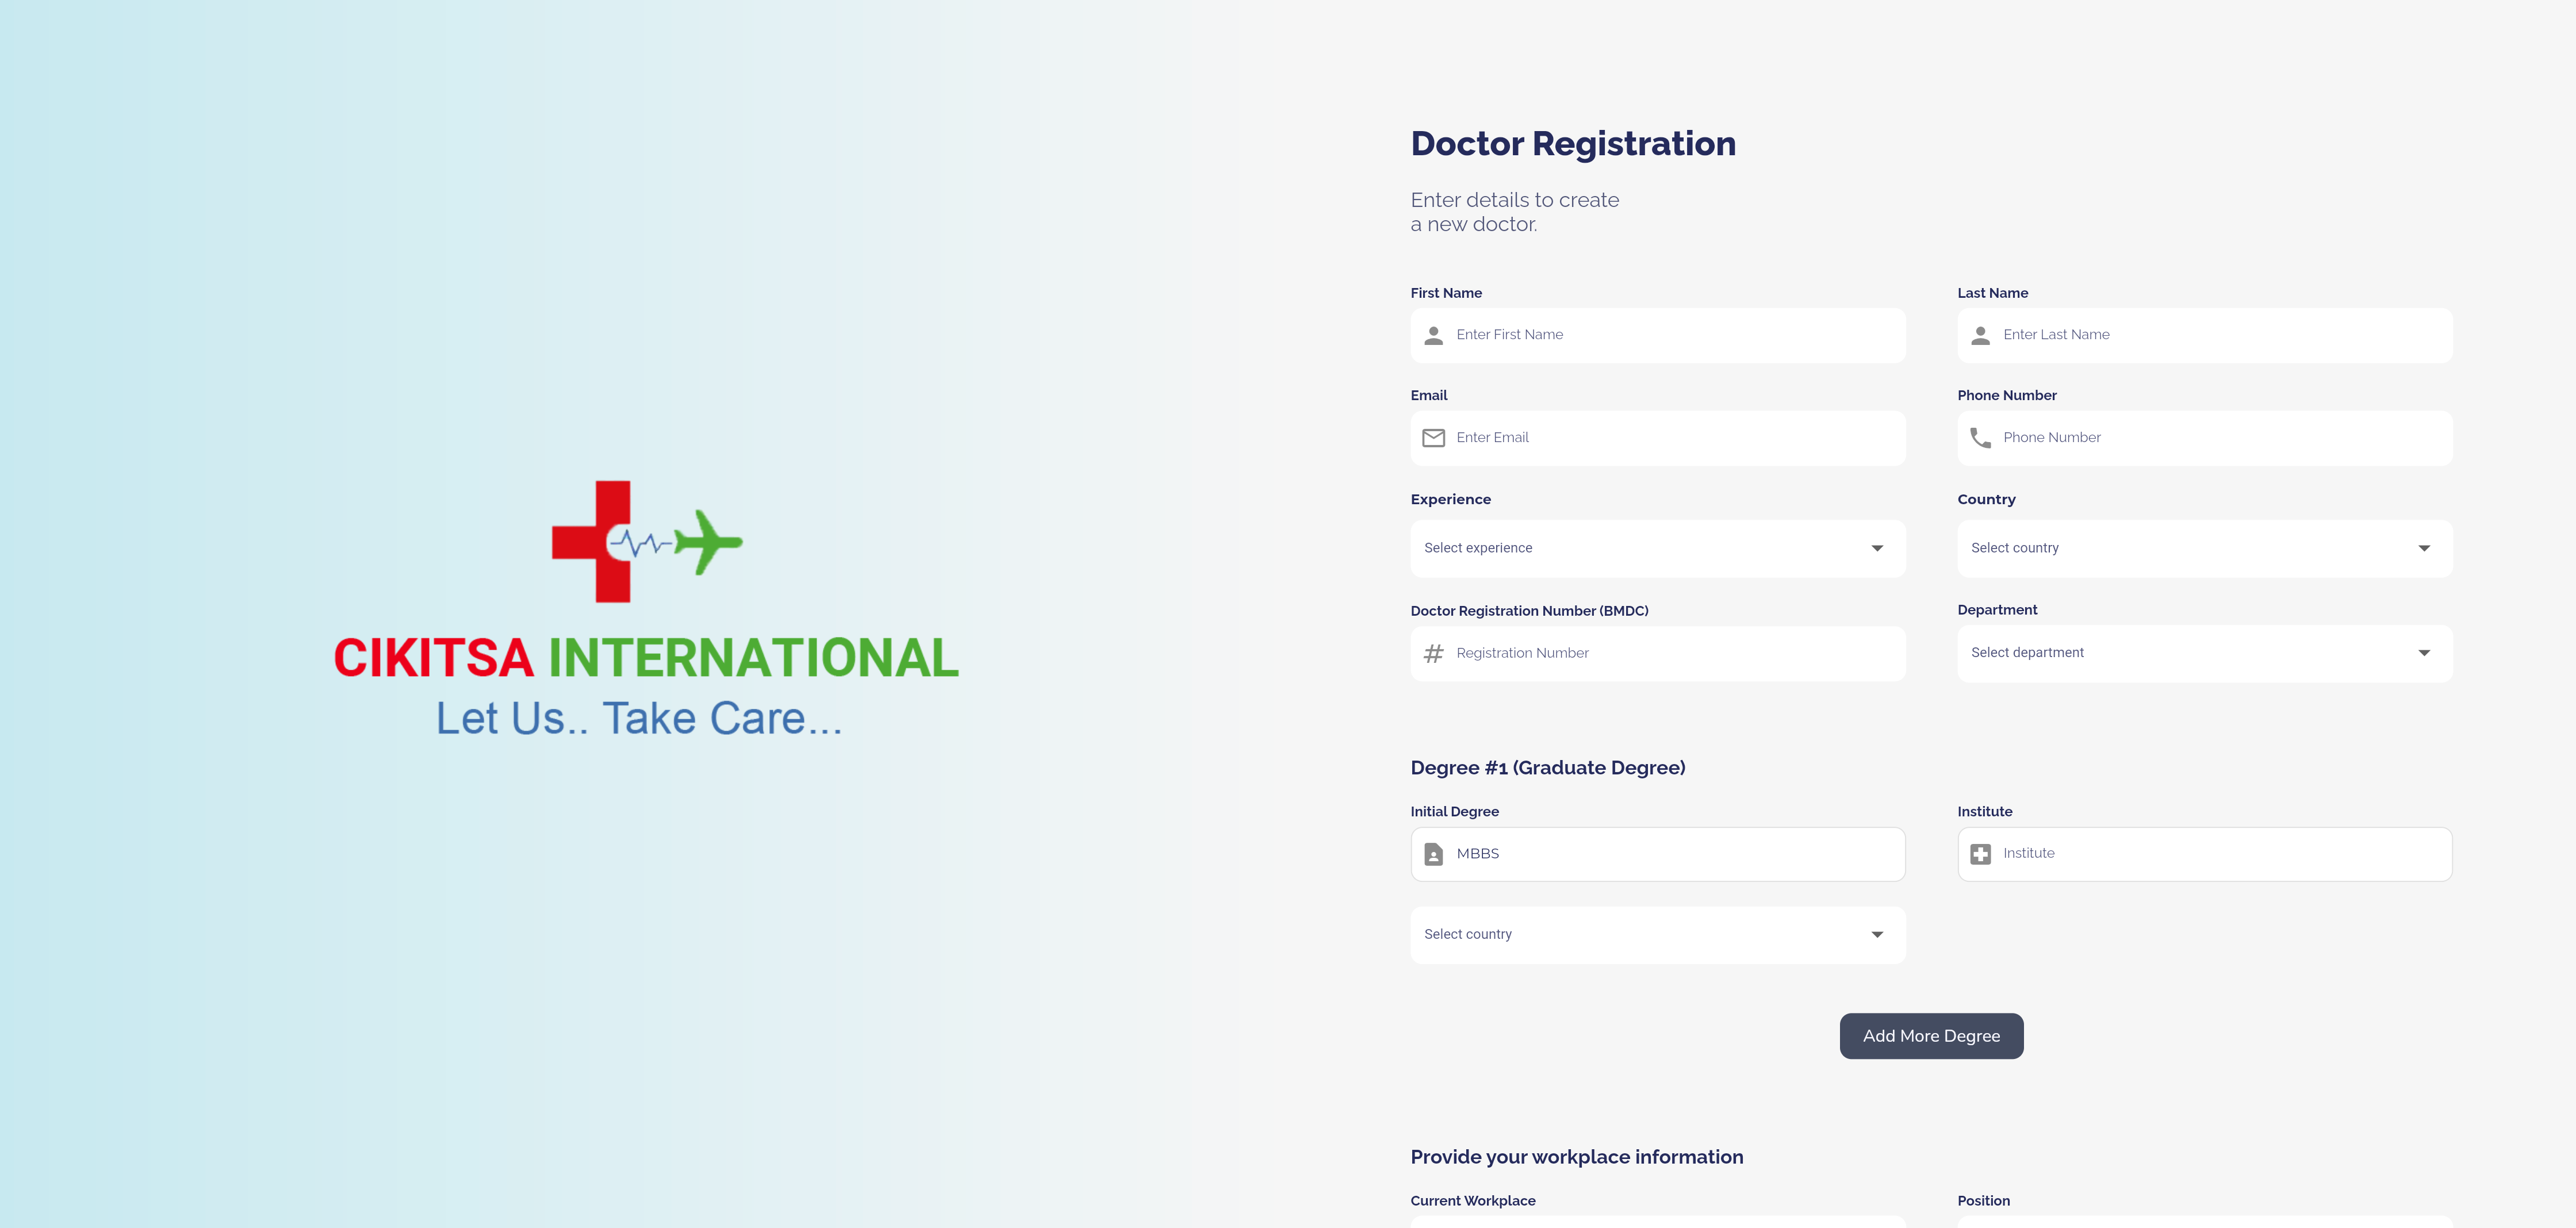 CIKITSA INTERNATIONAL
Let Us.. Take Care...
Doctor Registration
Enter details to create
a new doctor.
First Name
Last Name
Enter First Name
Enter Last Name
Email
Phone Number
Enter Email
Phone Number
Experience
Country
Select experience
Select country
Doctor Registration Number (BMDC)
Department
Registration Number
Select department
Degree #1 (Graduate Degree)
Initial Degree
Institute
MBBS
Institute
Select country
Add More Degree
Provide your workplace information
Current Workplace
Position